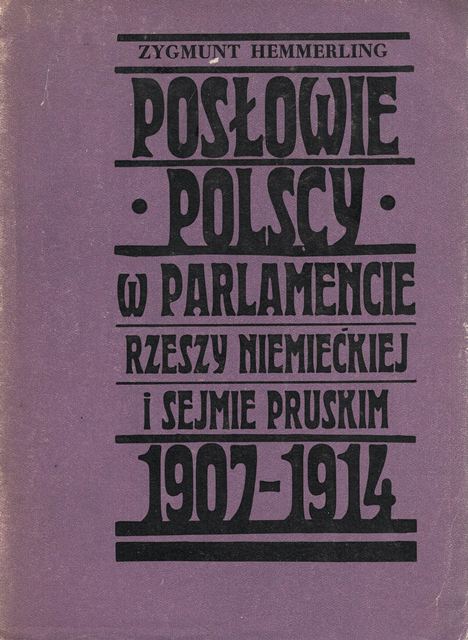 ZYGMUNT HEMMERLING
POSŁOWIE
• POLSCY •
W PARLAMENCIE
RZESZY NIEMIECKIEJ
i SEJMIE PRUSKIM
1907-1914